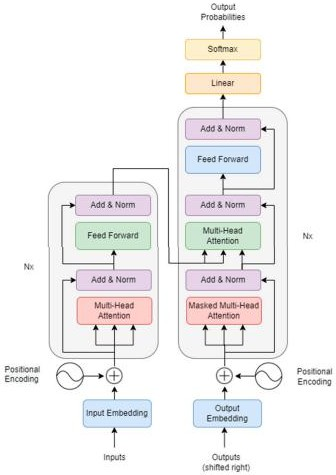 Output
Probabilities
Softmax
Linear
Add & Norm
Feed Forward
Add & Norm
Multi-Head
Attention
Nx
Add & Norm
Masked Multi-Head
Attention
Positional
Encoding
Output
Embedding
Outputs
(shifted right)
Add & Norm
Feed Forward
Nx
Add & Norm
Multi-Head
Attention
Positional
Encoding
Input Embedding
Inputs